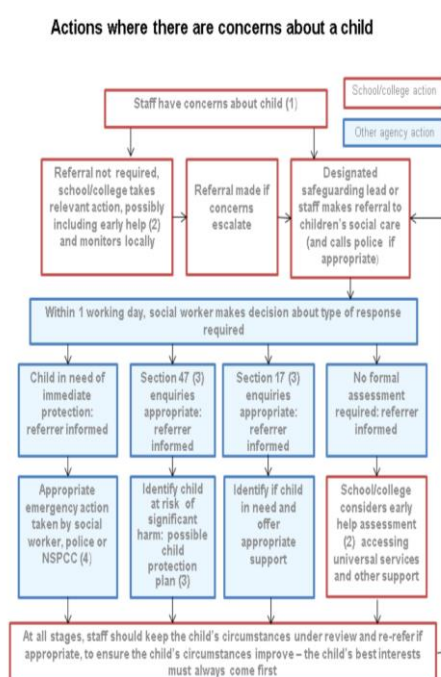 Actions where there are concerns about a child
School/college action
Staff have concerns about child (1)
Other agency action
Referral not required,
school/college takes
relevant action, possibly
including early help (2)
and monitors locally
Referral made if
concerns
escalate
Designated
safeguarding lead or
staff makes referral to
children's social care
(and calls police if
appropriate)
Within 1 working day, social worker makes decision about type of response
required
Child in need of
immediate
protection:
referrer informed
Section 47 (3)
enquiries
appropriate:
referrer
informed
Section 17 (3)
enquiries
appropriate:
referrer
informed
No formal
assessment
required: referrer
informed
Appropriate
emergency action
taken by social
worker, police or
NSPCC (4)
Identify child
at risk of
significant
harm: possible
child
protection
plan (3)
Identify if child
in need and
offer
appropriate
support
School/college
considers early
help assessment
(2) accessing
universal services
and other support
At all stages, staff should keep the child's circumstances under review and re-refer if
appropriate, to ensure the child's circumstances improve – the child's best interests
must always come first